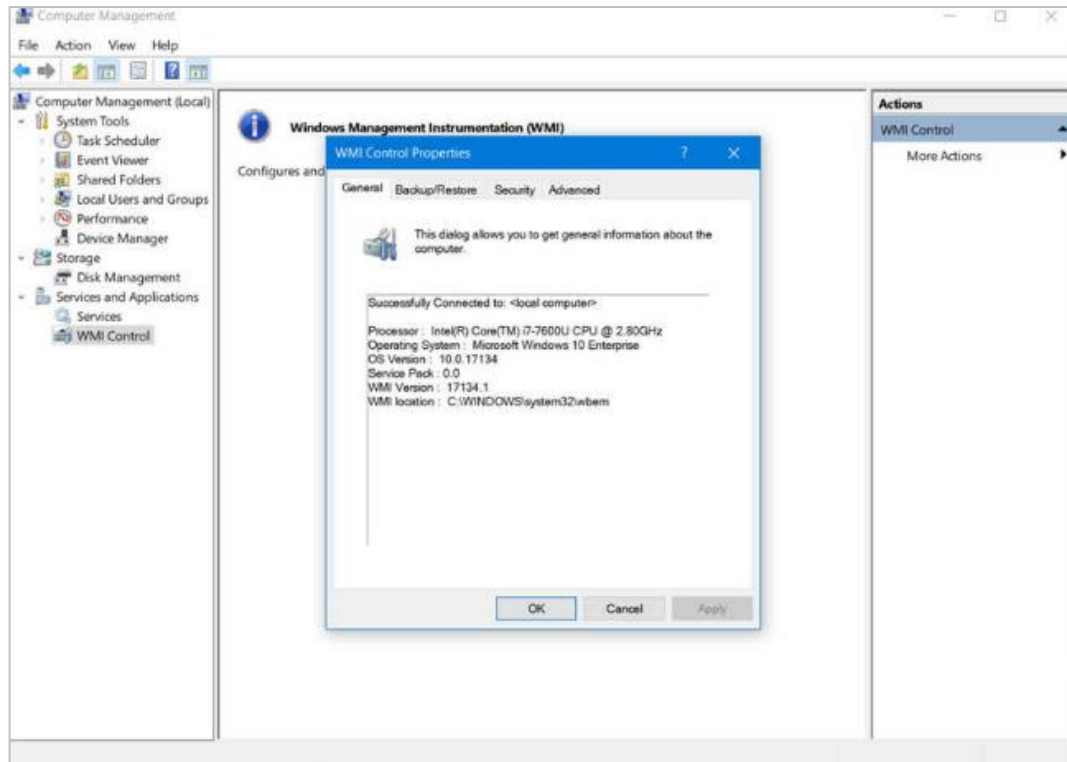 Computer Management
File Action View Help
Computer Management (Local)
System Tools
Task Scheduler
Event Viewer
Shared Folders
Local Users and Groups
Performance
Device Manager
Storage
Disk Management
Services and Applications
Services
WMI Control
Windows Management Instrumentation (WMI)
Configures and
WMI Control Properties
General Backup/Restore Security Advanced
This dialog allows you to get general information about the
computer.
Successfully Connected to: <local computer>
Processor : Intel(R) Core(TM) i7-7600U CPU @ 2.80GHz
Operating System : Microsoft Windows 10 Enterprise
OS Version : 10.0.17134
Service Pack : 0.0
WMI Version : 17134.1
WMI location : C:\WINDOWS\system32\wbem
OK Cancel Apply
Actions
WMI Control
More Actions